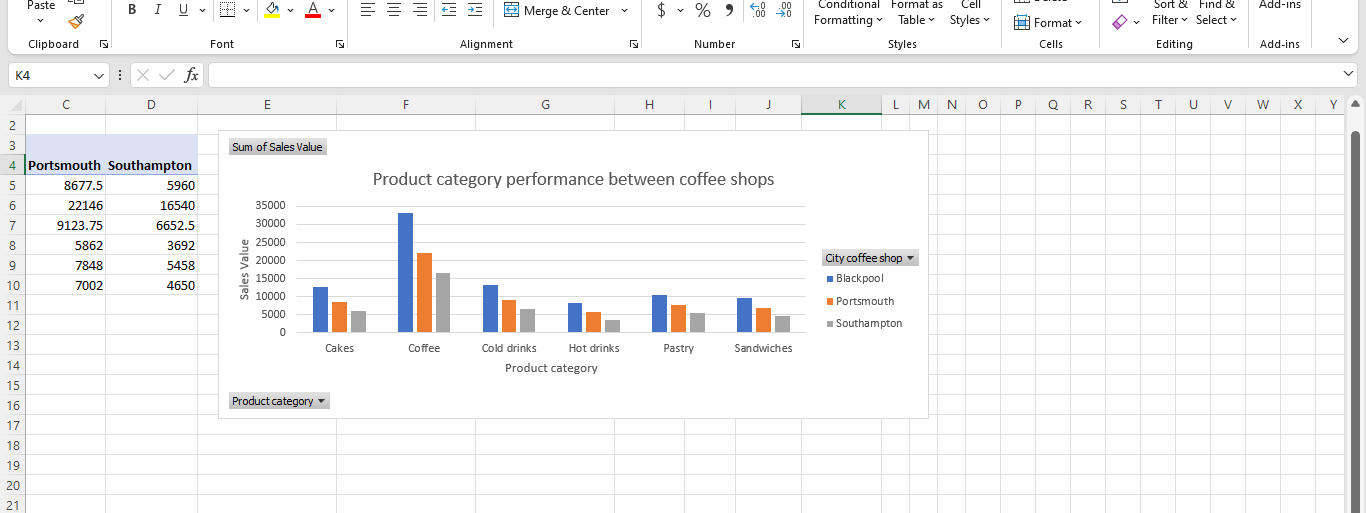 Paste
B I U A
Merge & Center
$ % 9
Conditional Formatting
Format as Table
Cell Styles
Format
Sort & Filter
Find & Select
Add-ins
Clipboard Font Alignment Number Styles Cells Editing Add-ins
K4 fx
C D E F G H I J K L M N O P Q R S T U V W X Y
2
3
4 Portsmouth Southampton
5 8677.5 5960
6 22146 16540
7 9123.75 6652.5
8 5862 3692
9 7848 5458
10 7002 4650
11
12
13
14
15
16
17
18
19
20
21
Sum of Sales Value
Product category performance between coffee shops
Sales Value
35000
30000
25000
20000
15000
10000
5000
0
Cakes Coffee Cold drinks Hot drinks Pastry Sandwiches
Product category
City coffee shop
Blackpool
Portsmouth
Southampton
Product category